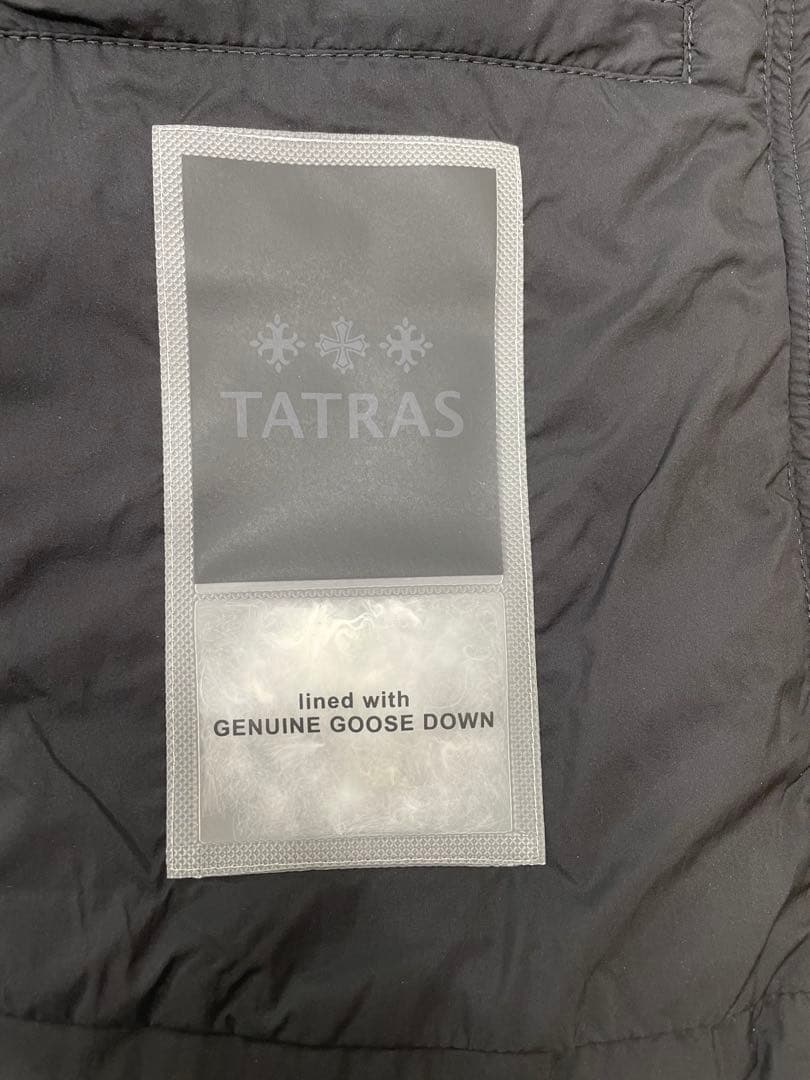 TATRAS
lined with
GENUINE GOOSE DOWN